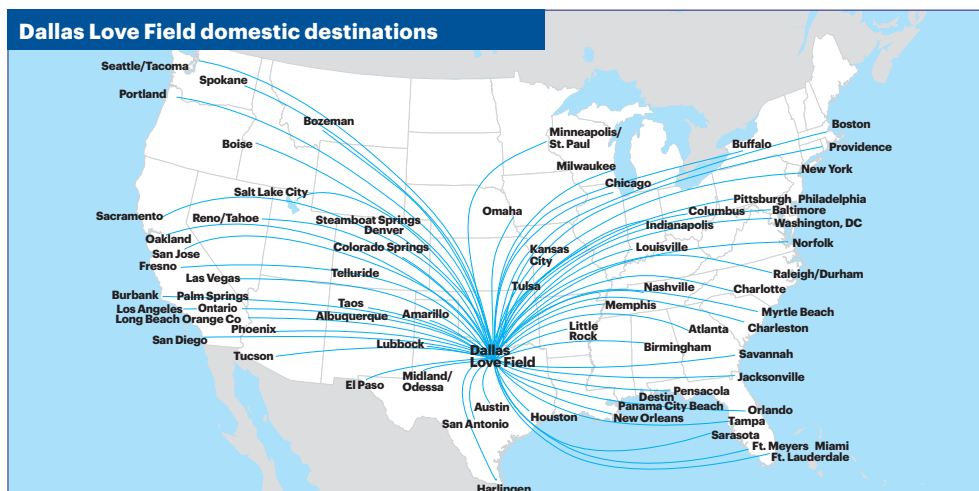 Dallas Love Field domestic destinations
Seattle/Tacoma
Spokane
Portland
Bozeman
Boise
Minneapolis/
St. Paul
Milwaukee
Chicago
Buffalo
Boston
Providence
New York
Salt Lake City
Sacramento
Reno/Tahoe
Steamboat Springs
Denver
Omaha
Pittsburgh
Philadelphia
Columbus
Baltimore
Indianapolis
Washington, DC
Oakland
San Jose
Colorado Springs
Kansas
City
Louisville
Norfolk
Fresno
Las Vegas
Telluride
Tulsa
Nashville
Raleigh/Durham
Charlotte
Burbank
Palm Springs
Taos
Amarillo
Memphis
Myrtle Beach
Los Angeles
Ontario
Albuquerque
Long Beach
Orange Co
Phoenix
Little
Rock
Atlanta
Charleston
San Diego
Lubbock
Dallas
Love Field
Birmingham
Tucson
Savannah
El Paso
Midland/
Odessa
Jacksonville
Pensacola
Destin
Austin
Panama City Beach
Orlando
Houston
New Orleans
San Antonio
Tampa
Sarasota
Ft. Meyers
Miami
Ft. Lauderdale
Harlingen